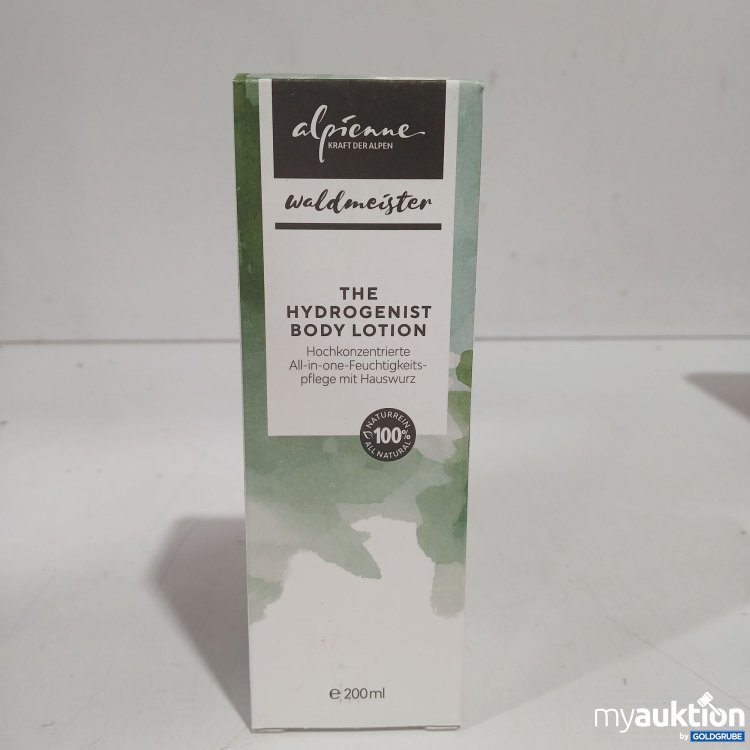 alpienne
KRAFT DER ALPEN
waldmeister
THE
HYDROGENIST
BODY LOTION
Hochkonzentrierte
All-in-one-Feuchtigkeits-
pflege mit Hauswurz
NATURREIN
100%
ALL NATURAL
e 200ml
myauktion
by GOLDGRUBE